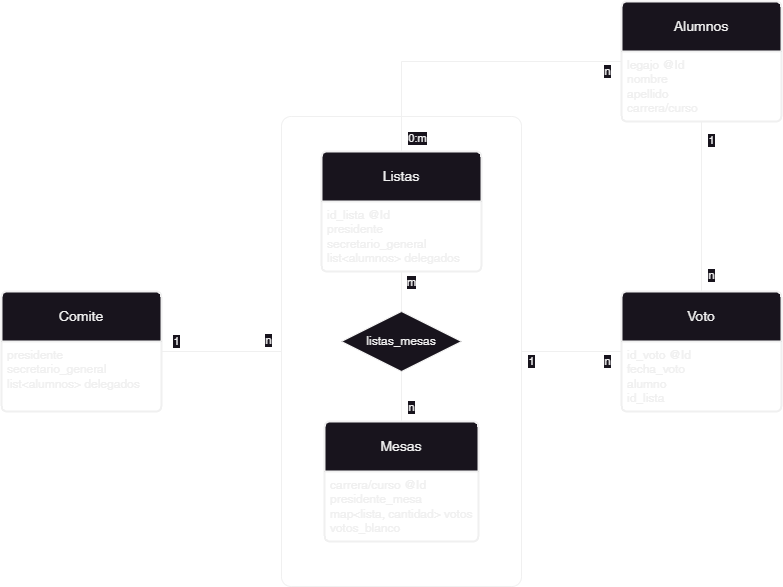 Alumnos
legajo @Id
nombre
apellido
carrera/curso
n
1
0:m
Listas
id_lista @Id
presidente
secretario_general
list<alumnos> delegados
m
listas_mesas
n
Comite
presidente
secretario_general
list<alumnos> delegados
1
n
1
n
n
Voto
id_voto @Id
fecha_voto
alumno
id_lista
Mesas
carrera/curso @Id
presidente_mesa
map<lista, cantidad> votos
votos_blanco